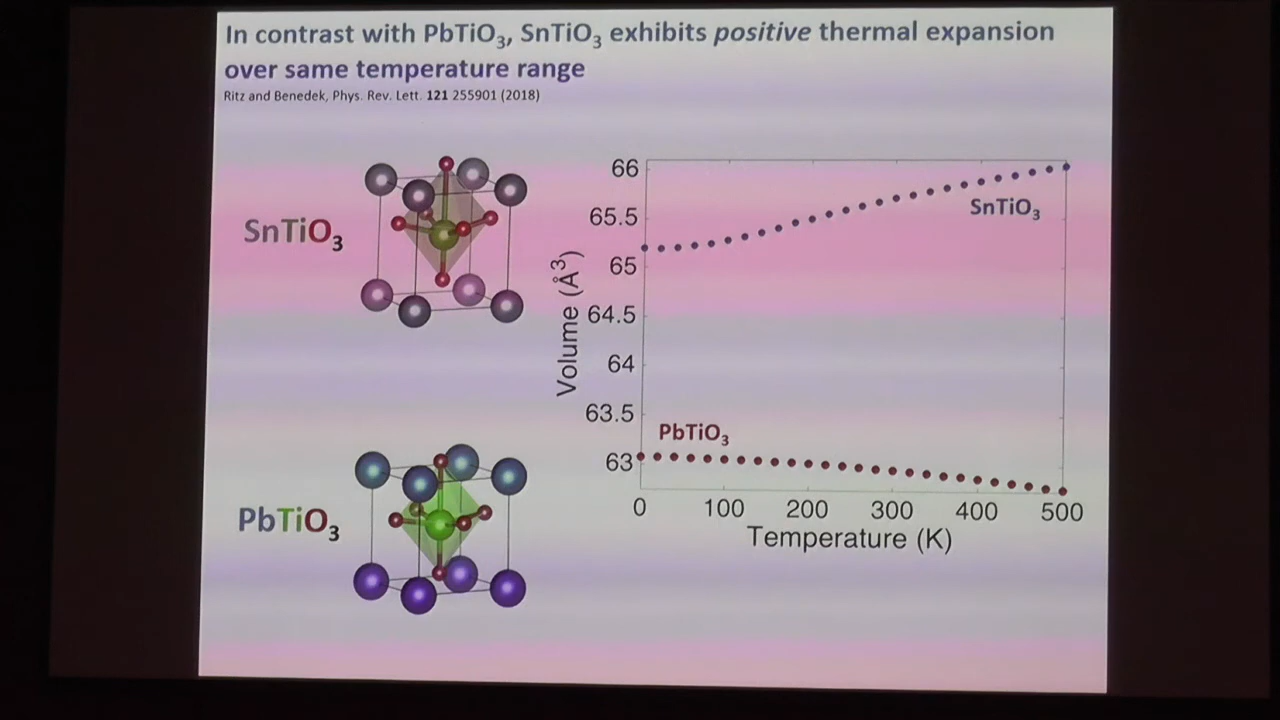 In contrast with PbTiO3, SnTiO3 exhibits positive thermal expansion
over same temperature range
Ritz and Benedek, Phys. Rev. Lett. 121 255901 (2018)
SnTiO3
PbTiO3
Volume (Å3)
66
65.5
65
64.5
64
63.5
63
SnTiO3
PbTiO3
0 100 200 300 400 500
Temperature (K)